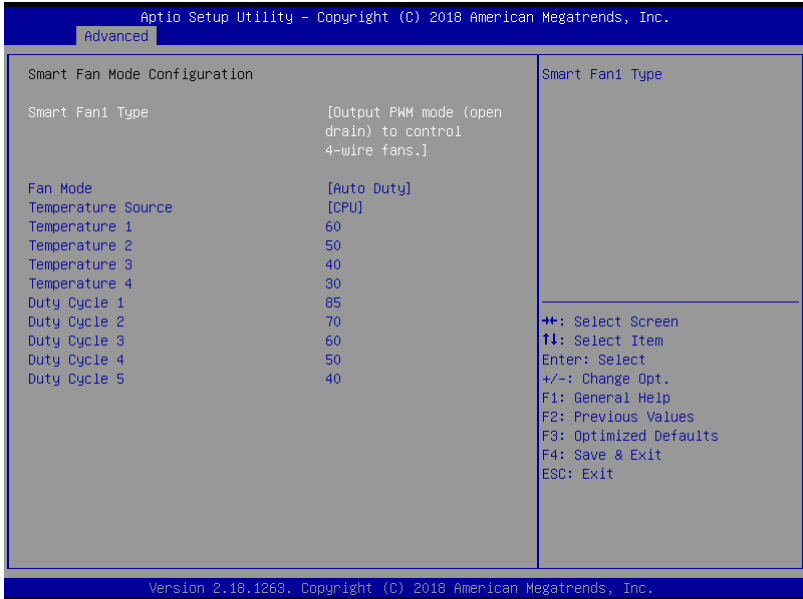 Aptio Setup Utility – Copyright (C) 2018 American Megatrends, Inc.
Advanced
Smart Fan Mode Configuration
Smart Fan1 Type [Output PWM mode (open
drain) to control
4-wire fans.]
Fan Mode [Auto Duty]
Temperature Source [CPU]
Temperature 1 60
Temperature 2 50
Temperature 3 40
Temperature 4 30
Duty Cycle 1 85
Duty Cycle 2 70
Duty Cycle 3 60
Duty Cycle 4 50
Duty Cycle 5 40
Smart Fan1 Type
→←: Select Screen
↑↓: Select Item
Enter: Select
+/-: Change Opt.
F1: General Help
F2: Previous Values
F3: Optimized Defaults
F4: Save & Exit
ESC: Exit
Version 2.18.1263. Copyright (C) 2018 American Megatrends, Inc.